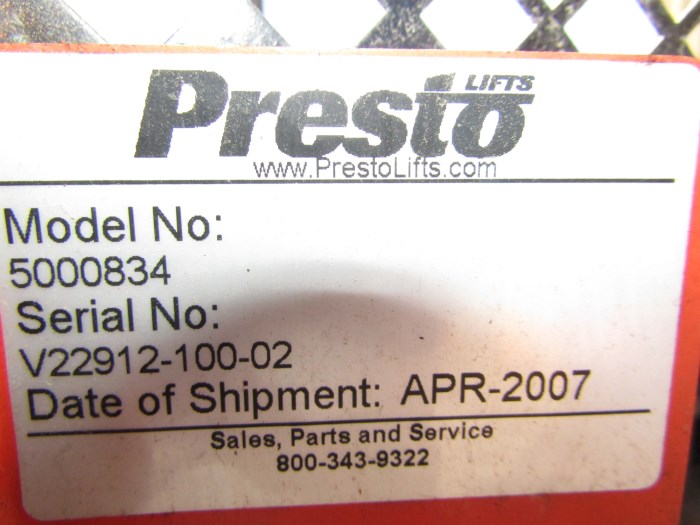 Presto LIFTS
www.PrestoLifts.com
Model No:
5000834
Serial No:
V22912-100-02
Date of Shipment: APR-2007
Sales, Parts and Service
800-343-9322